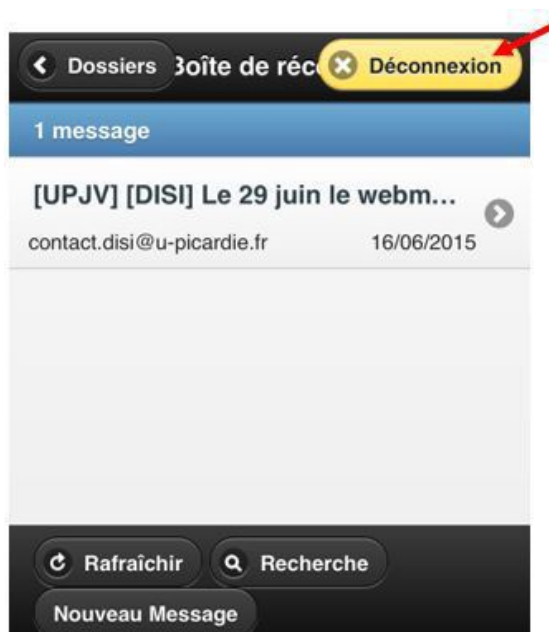 Dossiers Boîte de réc Déconnexion
1 message
[UPJV] [DISI] Le 29 juin le webm...
contact.disi@u-picardie.fr 16/06/2015
Rafraîchir Recherche
Nouveau Message